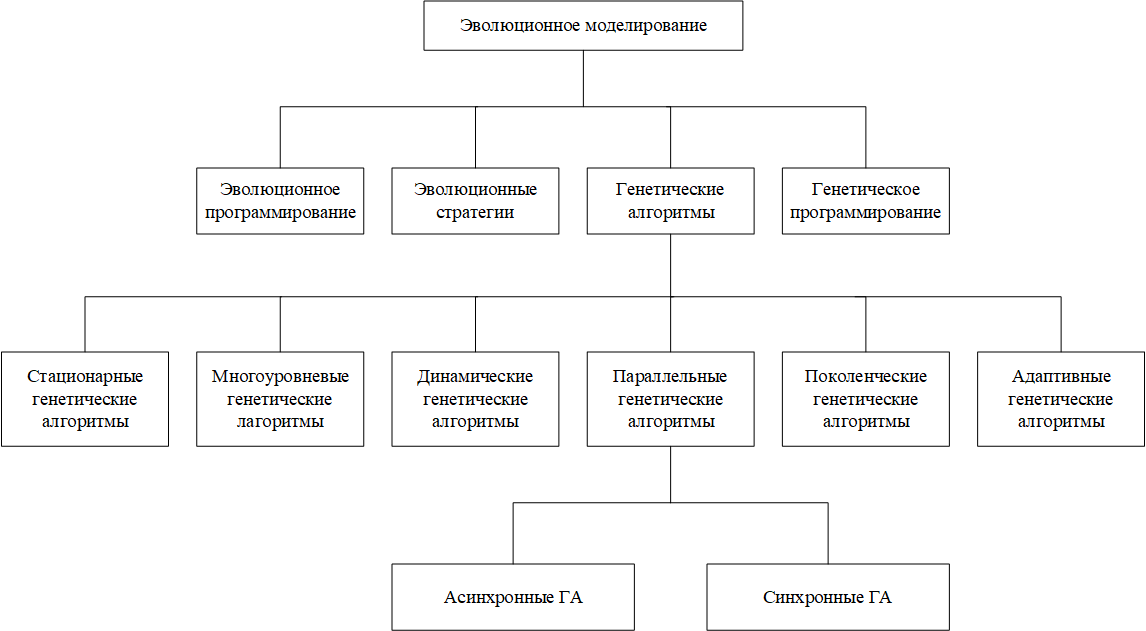 Эволюционное моделирование
Эволюционное
программирование
Эволюционные
стратегии
Генетические
алгоритмы
Генетическое
программирование
Стационарные
генетические
алгоритмы
Многоуровневые
генетические
лагоритмы
Динамические
генетические
алгоритмы
Параллельные
генетические
алгоритмы
Поколенческие
генетические
алгоритмы
Адаптивные
генетические
алгоритмы
Асинхронные ГА
Синхронные ГА